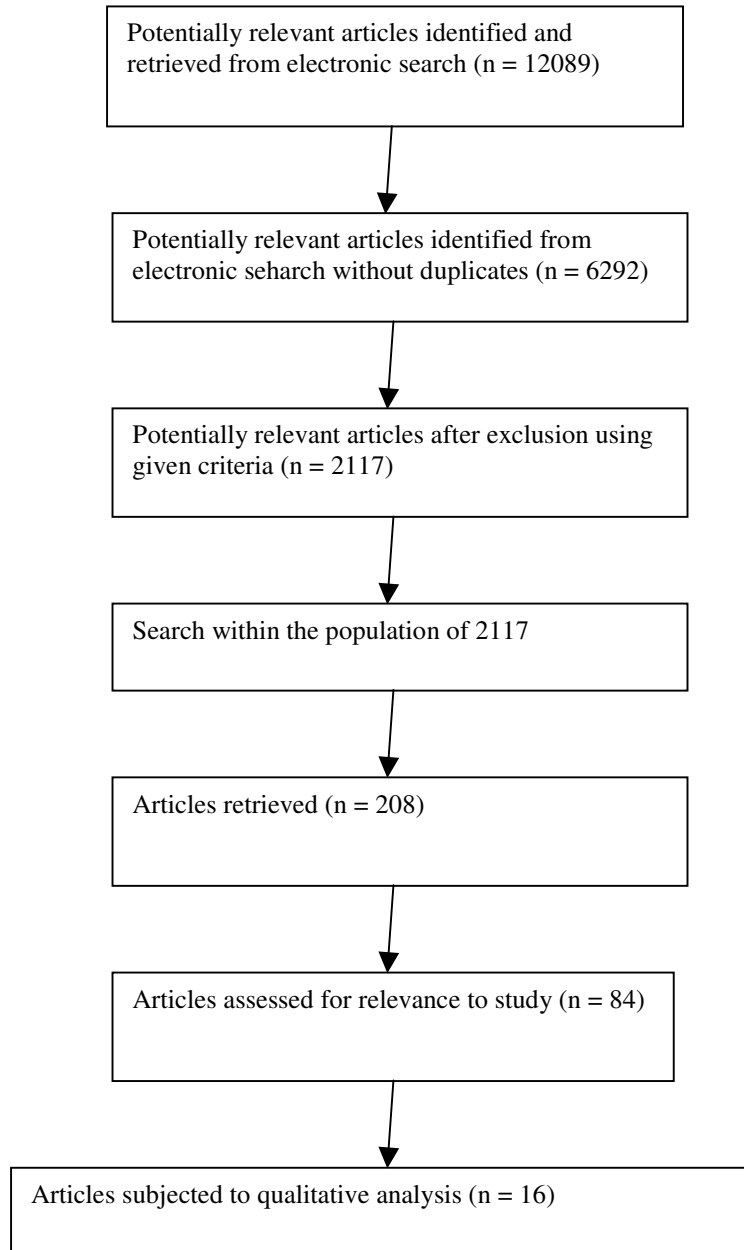 Potentially relevant articles identified and
retrieved from electronic search (n = 12089)
Potentially relevant articles identified from
electronic seharch without duplicates (n = 6292)
Potentially relevant articles after exclusion using
given criteria (n = 2117)
Search within the population of 2117
Articles retrieved (n = 208)
Articles assessed for relevance to study (n = 84)
Articles subjected to qualitative analysis (n = 16)